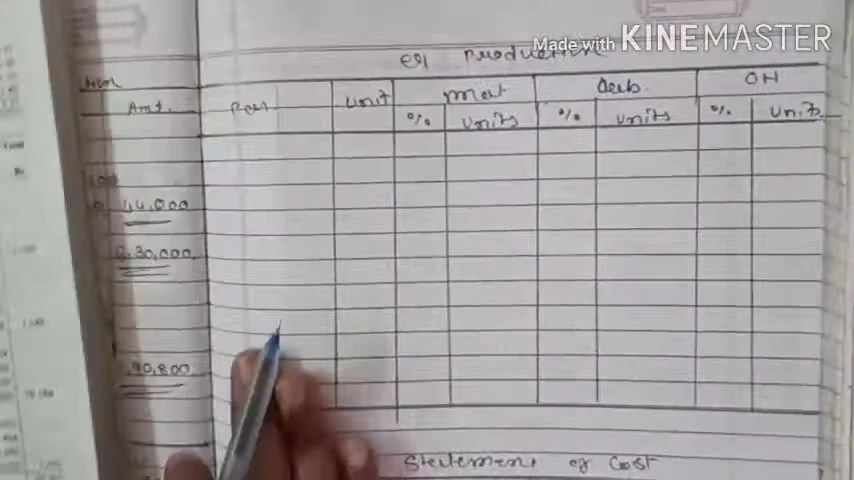 Made with KINEMASTER
eq Production
Part unit Mat Lab. OH
% units % units % units
Amt.
44,000
8,30,000
90,800
Statement of Cost